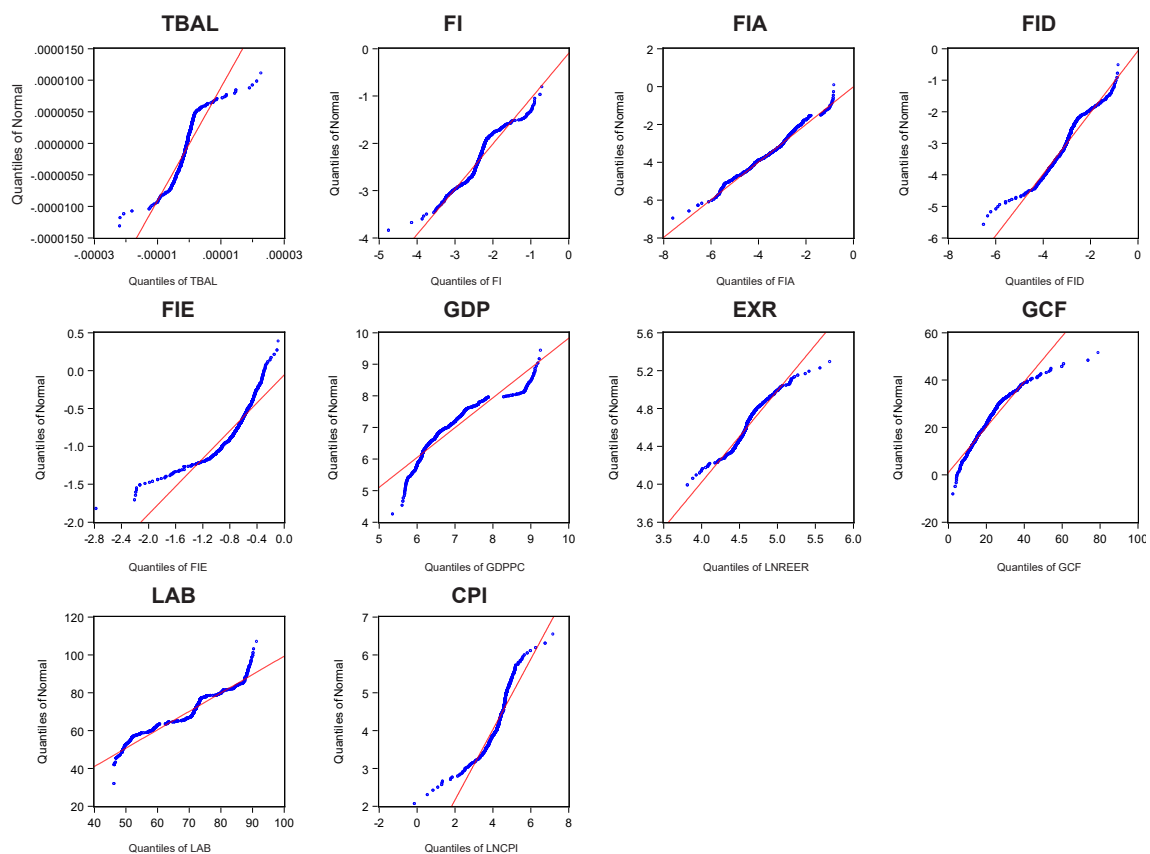 TBAL FI FIA FID
Quantiles of Normal
.0000150
.0000100
.0000050
.0000000
-.0000050
-.0000100
-.0000150
-.00003 -.00001 .00001 .00003
Quantiles of TBAL
Quantiles of Normal
0
-1
-2
-3
-4
-5 -4 -3 -2 -1 0
Quantiles of FI
Quantiles of Normal
2
0
-2
-4
-6
-8
-8 -6 -4 -2 0
Quantiles of FIA
Quantiles of Normal
0
-1
-2
-3
-4
-5
-6
-8 -6 -4 -2 0
Quantiles of FID
FIE GDP EXR GCF
Quantiles of Normal
0.5
0.0
-0.5
-1.0
-1.5
-2.0
-2.8 -2.4 -2.0 -1.6 -1.2 -0.8 -0.4 0.0
Quantiles of FIE
Quantiles of Normal
10
9
8
7
6
5
4
5 6 7 8 9 10
Quantiles of GDPPC
Quantiles of Normal
5.6
5.2
4.8
4.4
4.0
3.6
3.5 4.0 4.5 5.0 5.5 6.0
Quantiles of LNREER
Quantiles of Normal
60
40
20
0
-20
0 20 40 60 80 100
Quantiles of GCF
LAB CPI
Quantiles of Normal
120
100
80
60
40
20
40 50 60 70 80 90 100
Quantiles of LAB
Quantiles of Normal
7
6
5
4
3
2
-2 0 2 4 6 8
Quantiles of LNCPI